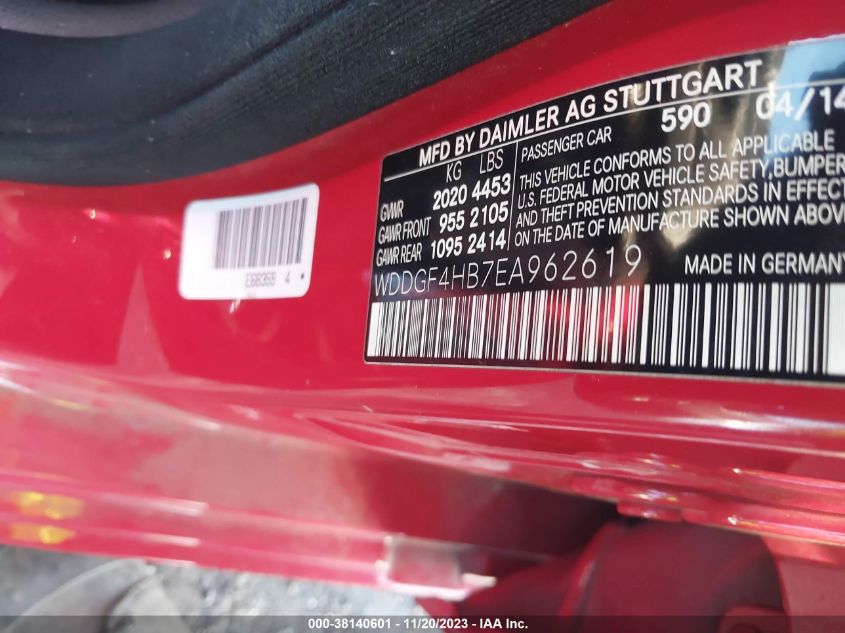 MFD BY DAIMLER AG STUTTGART
590 04/14
KG LBS
GVWR 2020 4453
GAWR FRONT 955 2105
GAWR REAR 1095 2414
PASSENGER CAR
THIS VEHICLE CONFORMS TO ALL APPLICABLE
U.S. FEDERAL MOTOR VEHICLE SAFETY,BUMPER
AND THEFT PREVENTION STANDARDS IN EFFECT
ON THE DATE OF MANUFACTURE SHOWN ABOVE
WDDGF4HB7EA962619
MADE IN GERMANY
000-38140601 - 11/20/2023 - IAA Inc.